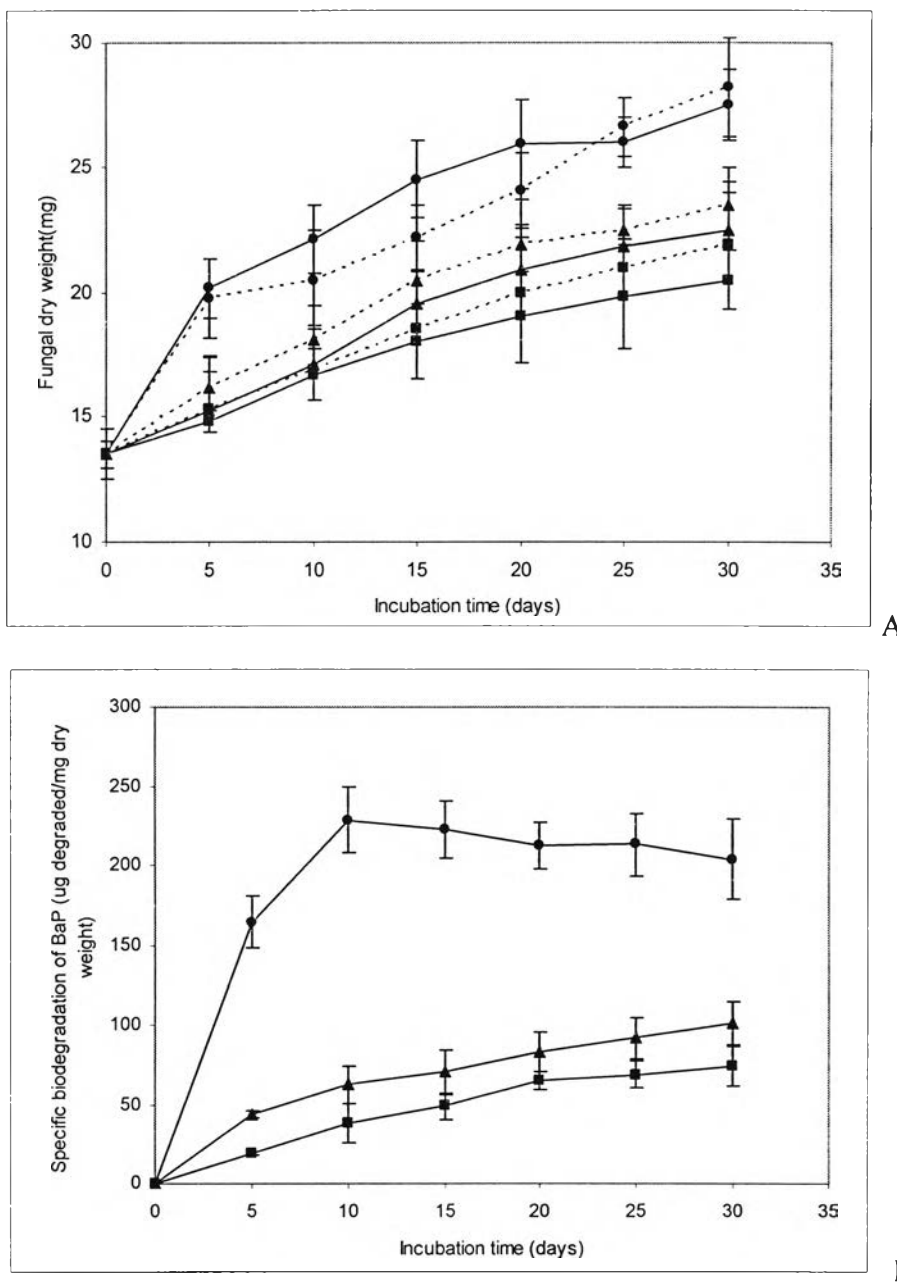 30
25
20
15
10
Fungal dry weight(mg)
0 5 10 15 20 25 30 35
Incubation time (days)
A
300
250
200
150
100
50
0
Specific biodegradation of BaP (ug degraded/mg dry
weight)
0 5 10 15 20 25 30 35
Incubation time (days)